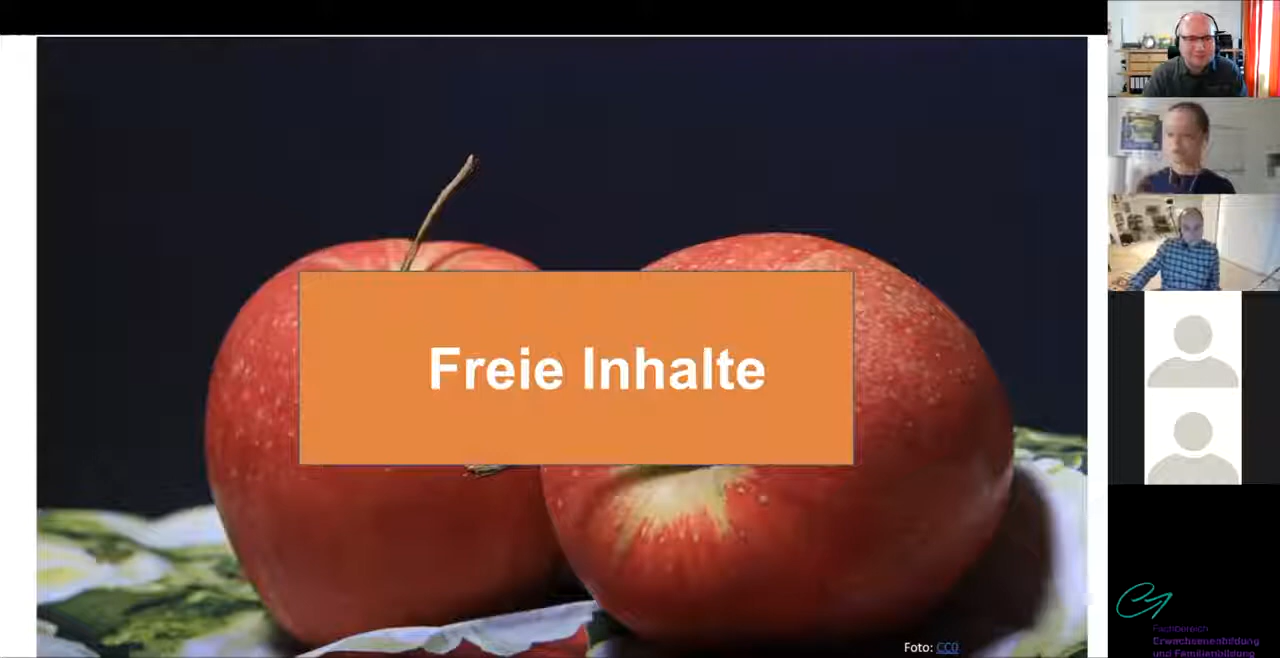 Freie Inhalte
Foto: CC0
Fachbereich
Erwachsenenbildung
und Familienbildung